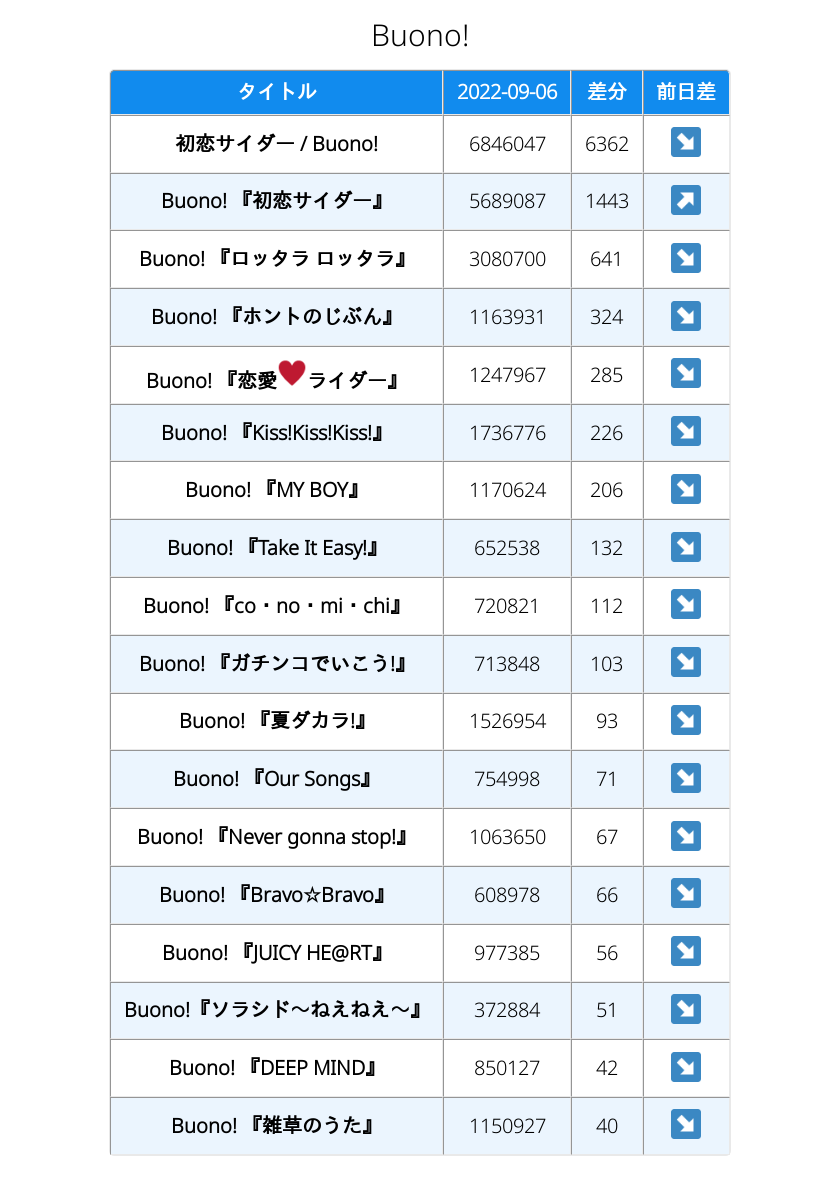 Buono!
タイトル 2022-09-06 差分 前日差
初恋サイダー / Buono! 6846047 6362 ↘
Buono! 『初恋サイダー』 5689087 1443 ↗
Buono! 『ロッタラ ロッタラ』 3080700 641 ↘
Buono! 『ホントのじぶん』 1163931 324 ↘
Buono! 『恋愛♥ライダー』 1247967 285 ↘
Buono! 『Kiss!Kiss!Kiss!』 1736776 226 ↘
Buono! 『MY BOY』 1170624 206 ↘
Buono! 『Take It Easy!』 652538 132 ↘
Buono! 『co・no・mi・chi』 720821 112 ↘
Buono! 『ガチンコでいこう!』 713848 103 ↘
Buono! 『夏ダカラ!』 1526954 93 ↘
Buono! 『Our Songs』 754998 71 ↘
Buono! 『Never gonna stop!』 1063650 67 ↘
Buono! 『Bravo☆Bravo』 608978 66 ↘
Buono! 『JUICY HE@RT』 977385 56 ↘
Buono!『ソラシド〜ねえねえ〜』 372884 51 ↘
Buono! 『DEEP MIND』 850127 42 ↘
Buono! 『雑草のうた』 1150927 40 ↘